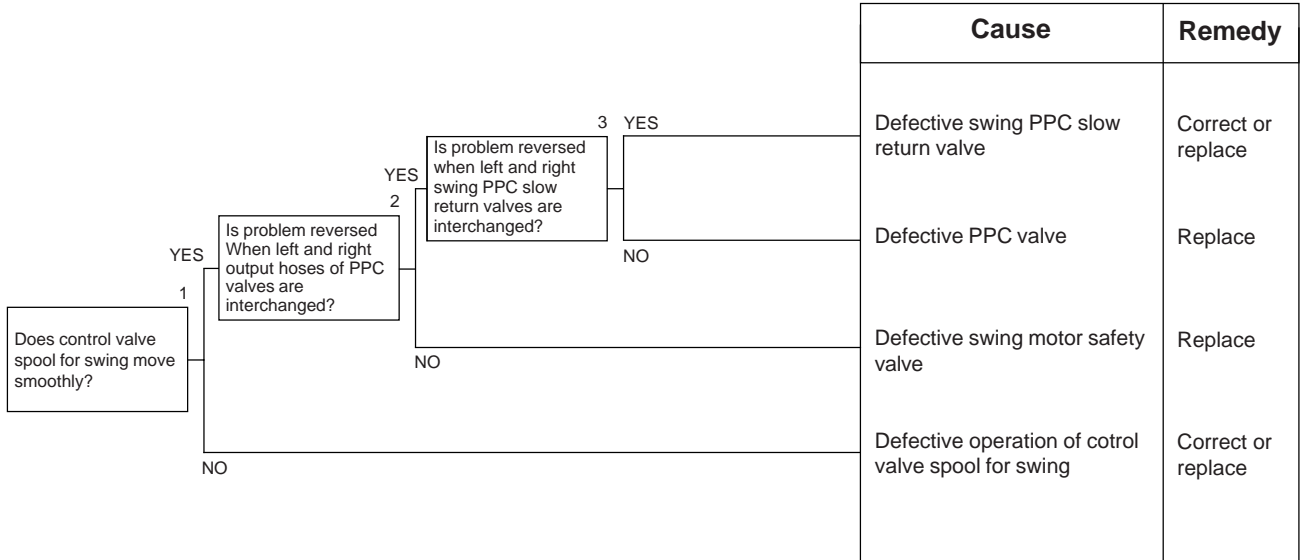 Cause
Remedy
3
YES
Is problem reversed
when left and right
swing PPC slow
return valves are
interchanged?
Defective swing PPC slow
return valve
Correct or
replace
YES
2
Is problem reversed
When left and right
output hoses of PPC
valves are
interchanged?
NO
Defective PPC valve
Replace
YES
1
Does control valve
spool for swing move
smoothly?
NO
Defective swing motor safety
valve
Replace
NO
Defective operation of cotrol
valve spool for swing
Correct or
replace